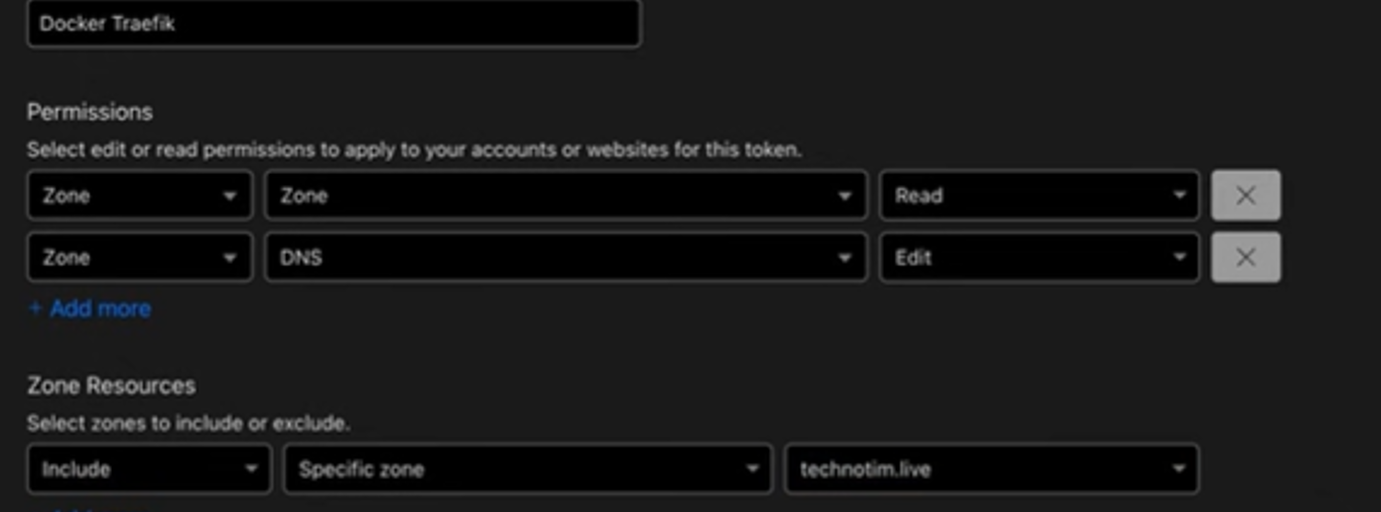 Docker Traefik
Permissions
Select edit or read permissions to apply to your accounts or websites for this token.
Zone Zone Read
Zone DNS Edit
+ Add more
Zone Resources
Select zones to include or exclude.
Include Specific zone technotim.live